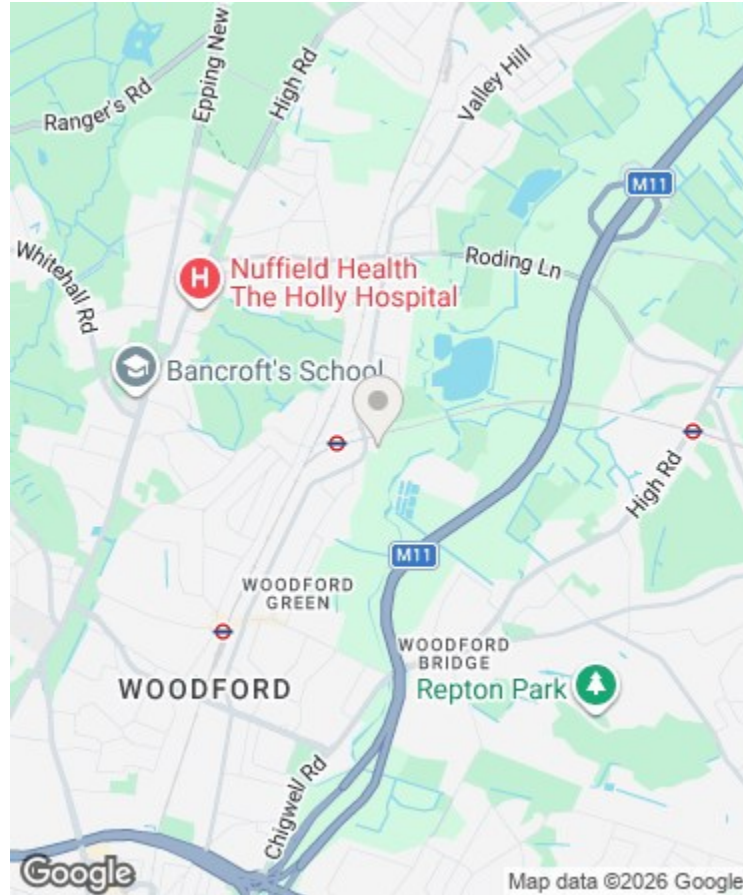 Ranger's Rd
Epping New
High Rd
Valley Hill
M11
Whitehall Rd
Nuffield Health
The Holly Hospital
Roding Ln
Bancroft's School
High Rd
M11
WOODFORD
GREEN
WOODFORD
BRIDGE
WOODFORD
Repton Park
Chigwell Rd
Google
Map data ©2026 Google